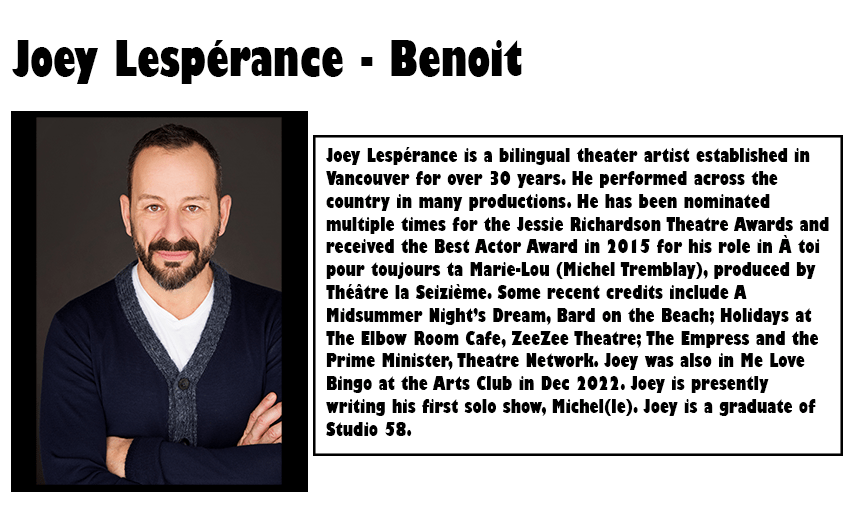 Joey Lespérance - Benoit
Joey Lespérance is a bilingual theater artist established in
Vancouver for over 30 years. He performed across the
country in many productions. He has been nominated
multiple times for the Jessie Richardson Theatre Awards and
received the Best Actor Award in 2015 for his role in À toi
pour toujours ta Marie-Lou (Michel Tremblay), produced by
Théâtre la Seizième. Some recent credits include A
Midsummer Night's Dream, Bard on the Beach; Holidays at
The Elbow Room Cafe, ZeeZee Theatre; The Empress and the
Prime Minister, Theatre Network. Joey was also in Me Love
Bingo at the Arts Club in Dec 2022. Joey is presently
writing his first solo show, Michel(le). Joey is a graduate of
Studio 58.